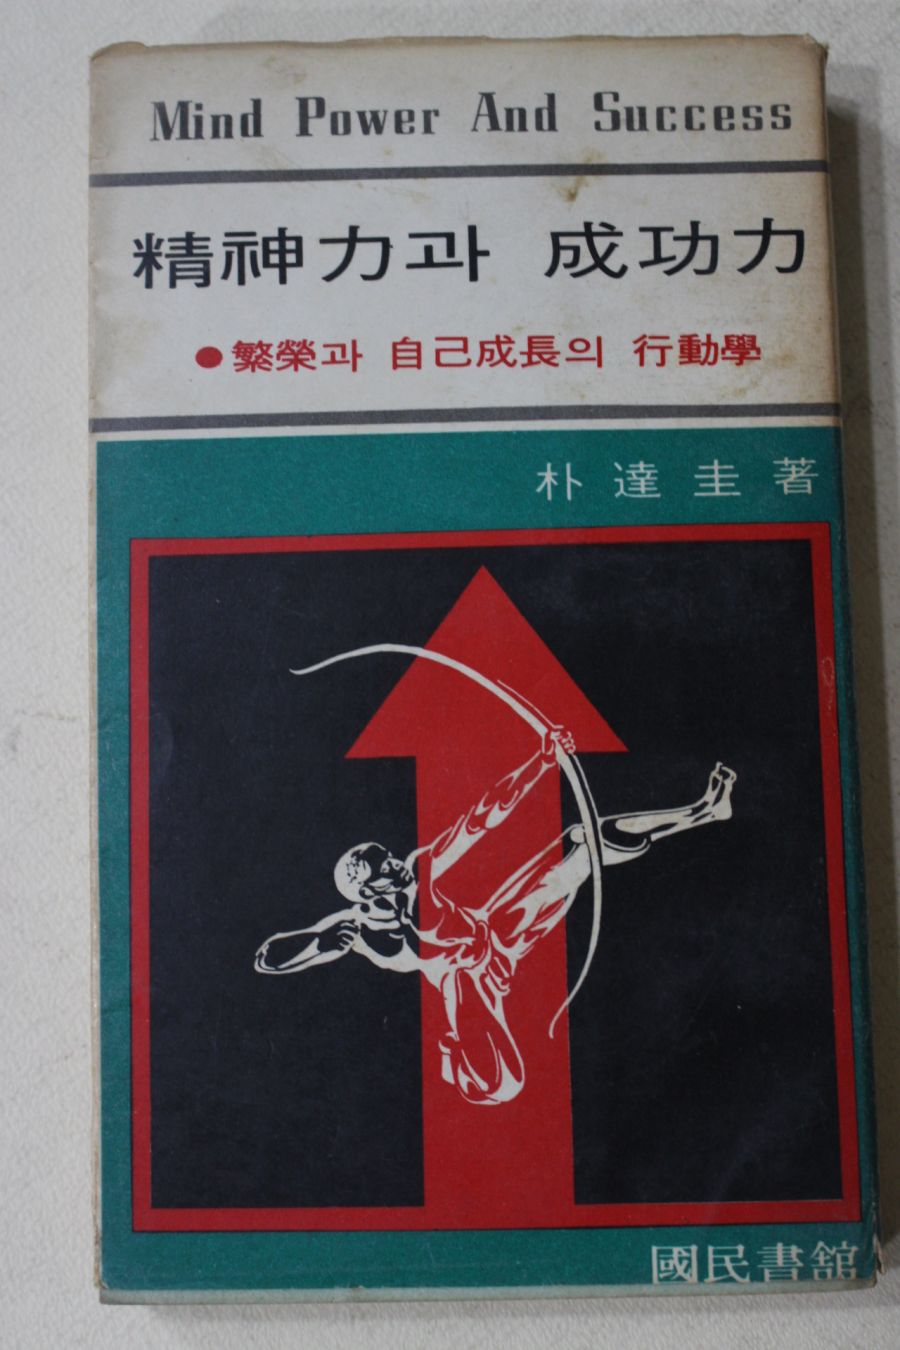 Mind Power And Success
精神力과 成功力
● 繁榮과 自己成長의 行動學
朴達圭 著
國民書館